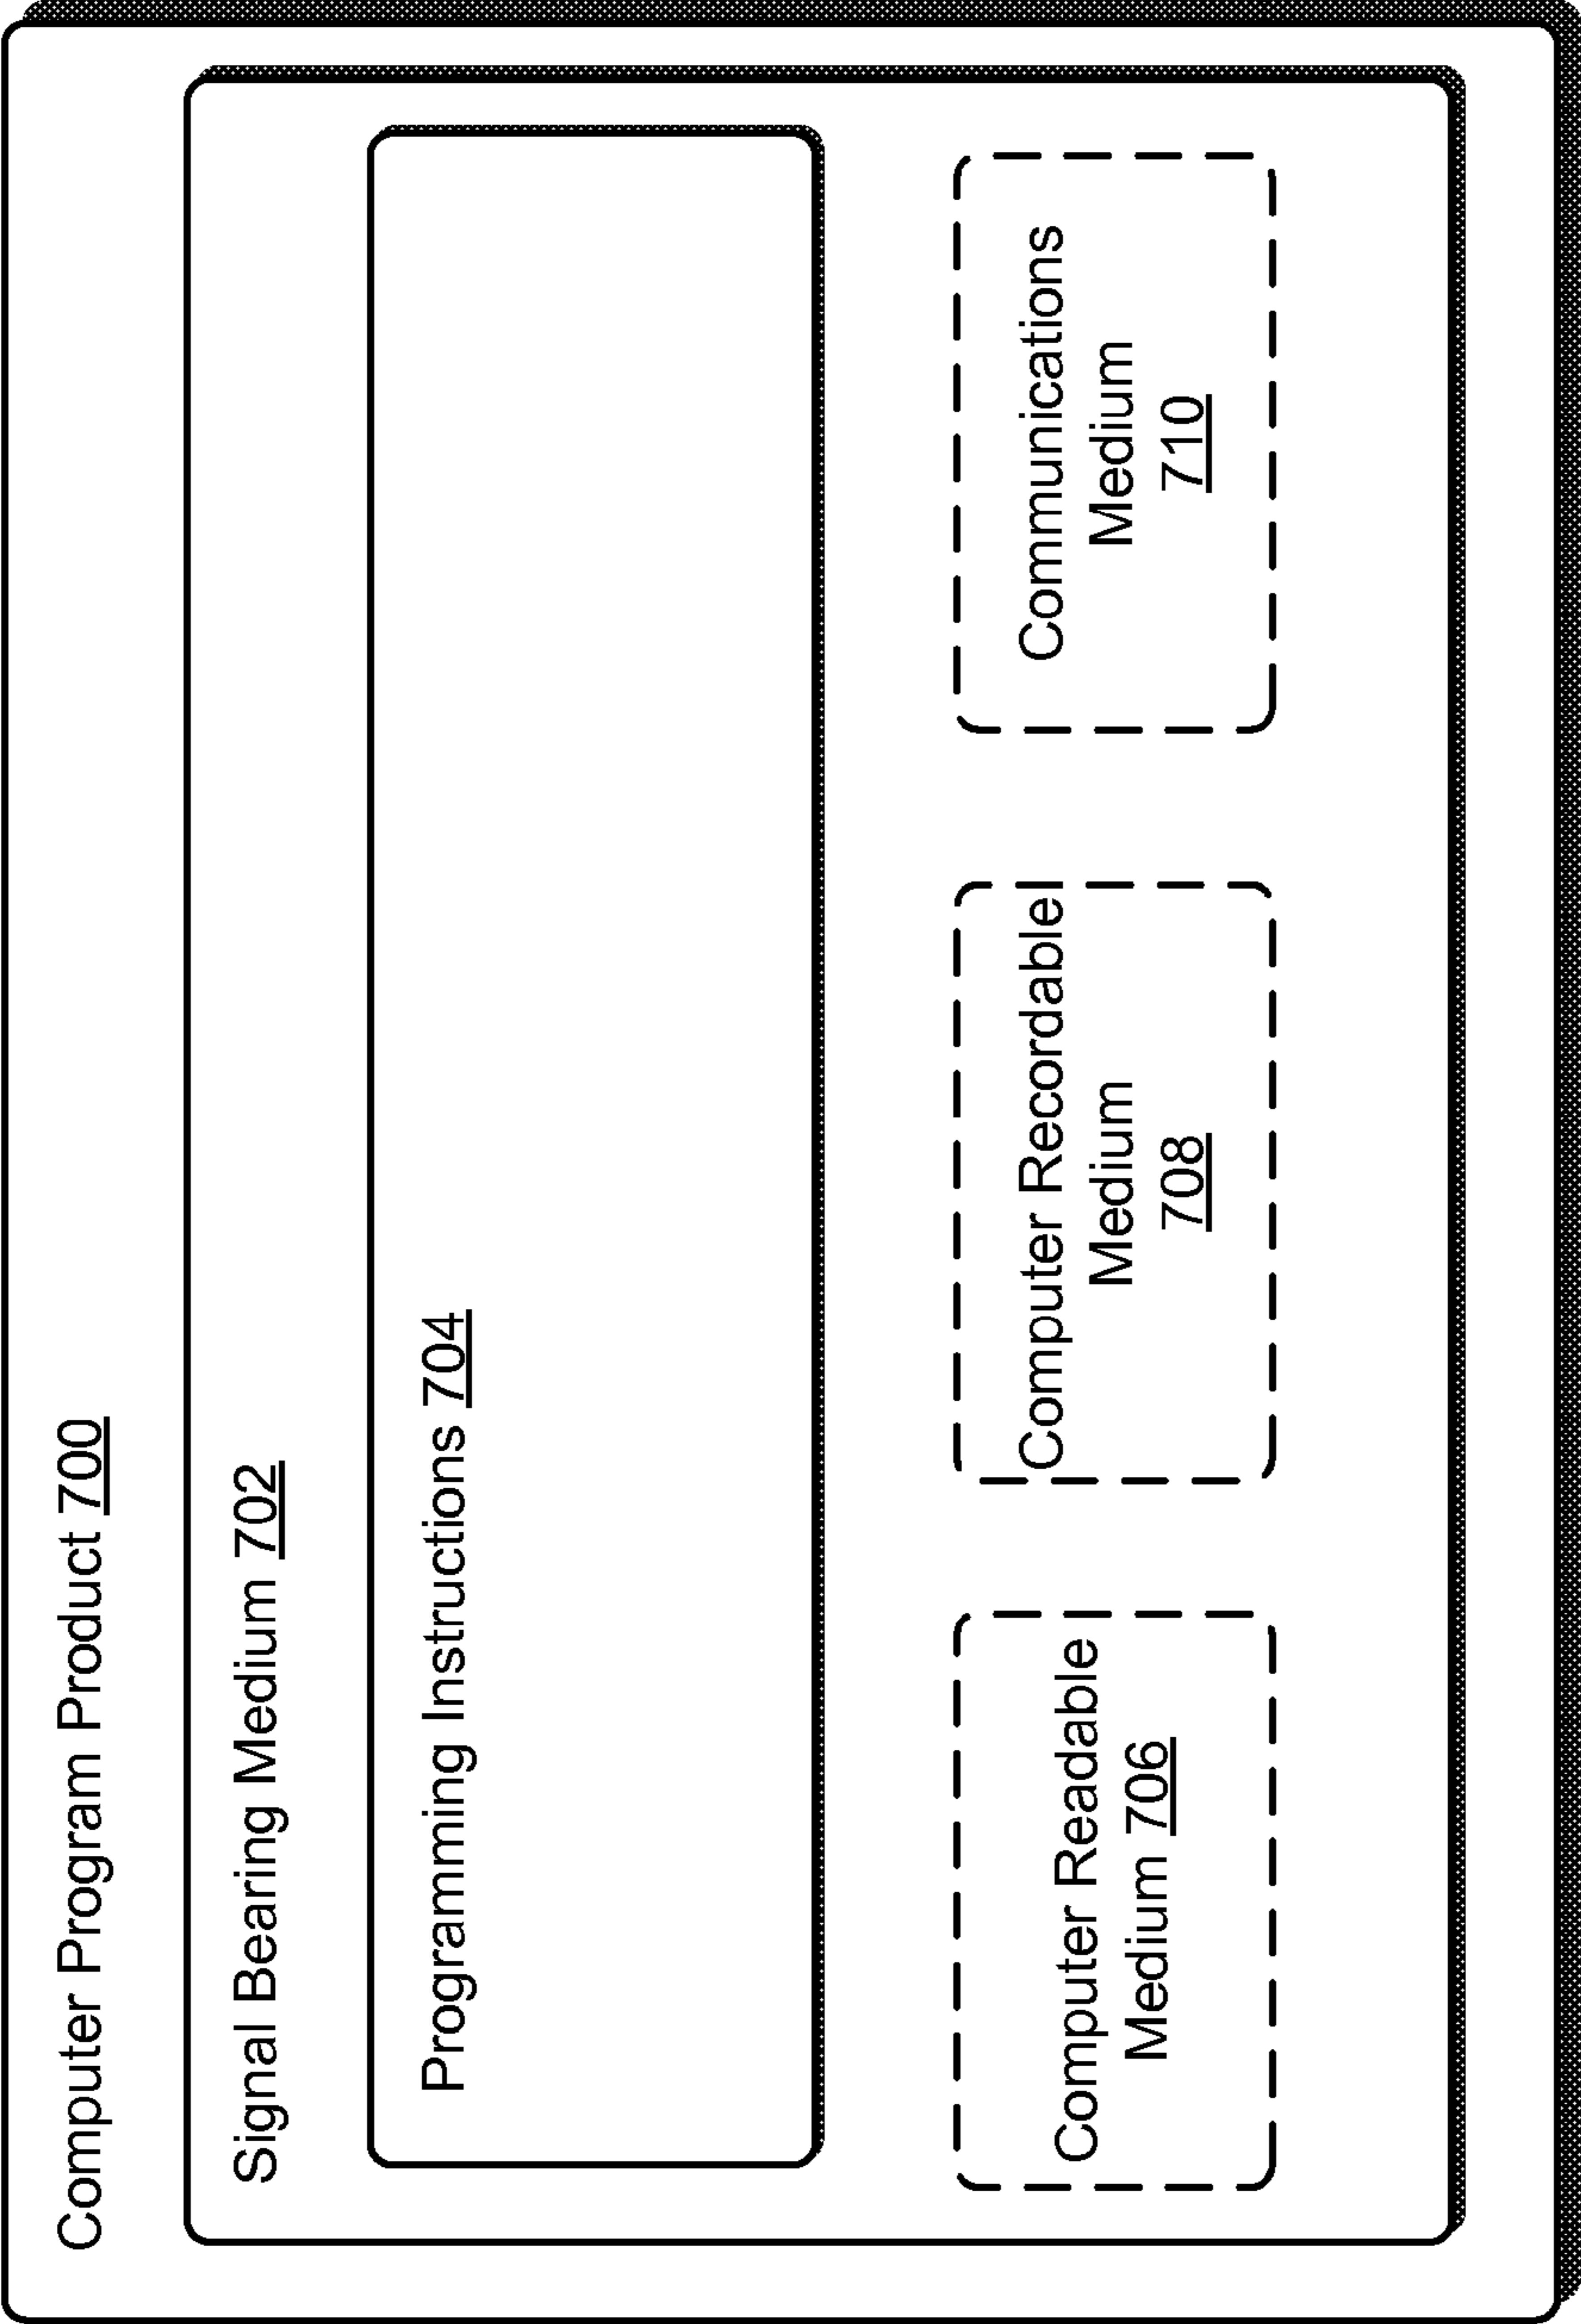 Computer Program Product 700
Signal Bearing Medium 702
Programming Instructions 704
Computer Readable
Medium 706
Computer Recordable
Medium
708
Communications
Medium
710